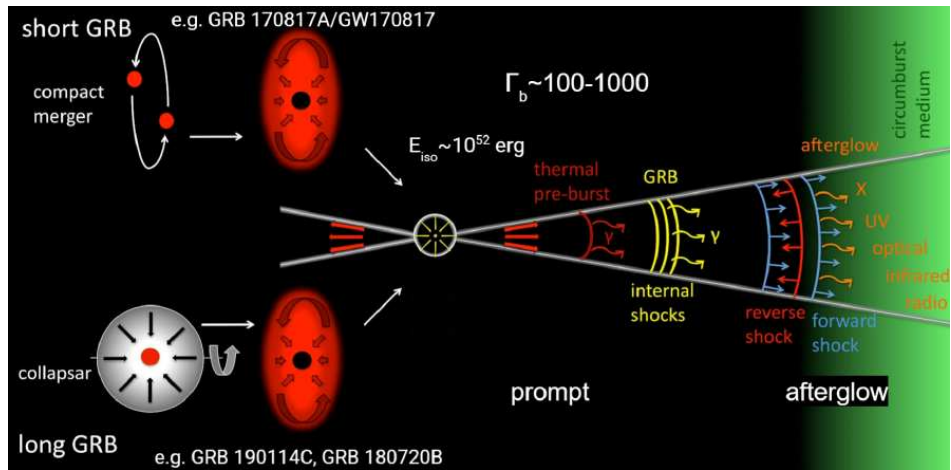 short GRB
e.g. GRB 170817A/GW170817
compact
merger
Γb~100-1000
Eiso~10^52 erg
circumburst
medium
afterglow
thermal
pre-burst
GRB
γ
γ
X
UV
optical
infrared
radio
internal
shocks
reverse
shock
forward
shock
collapsar
prompt
afterglow
long GRB
e.g. GRB 190114C, GRB 180720B